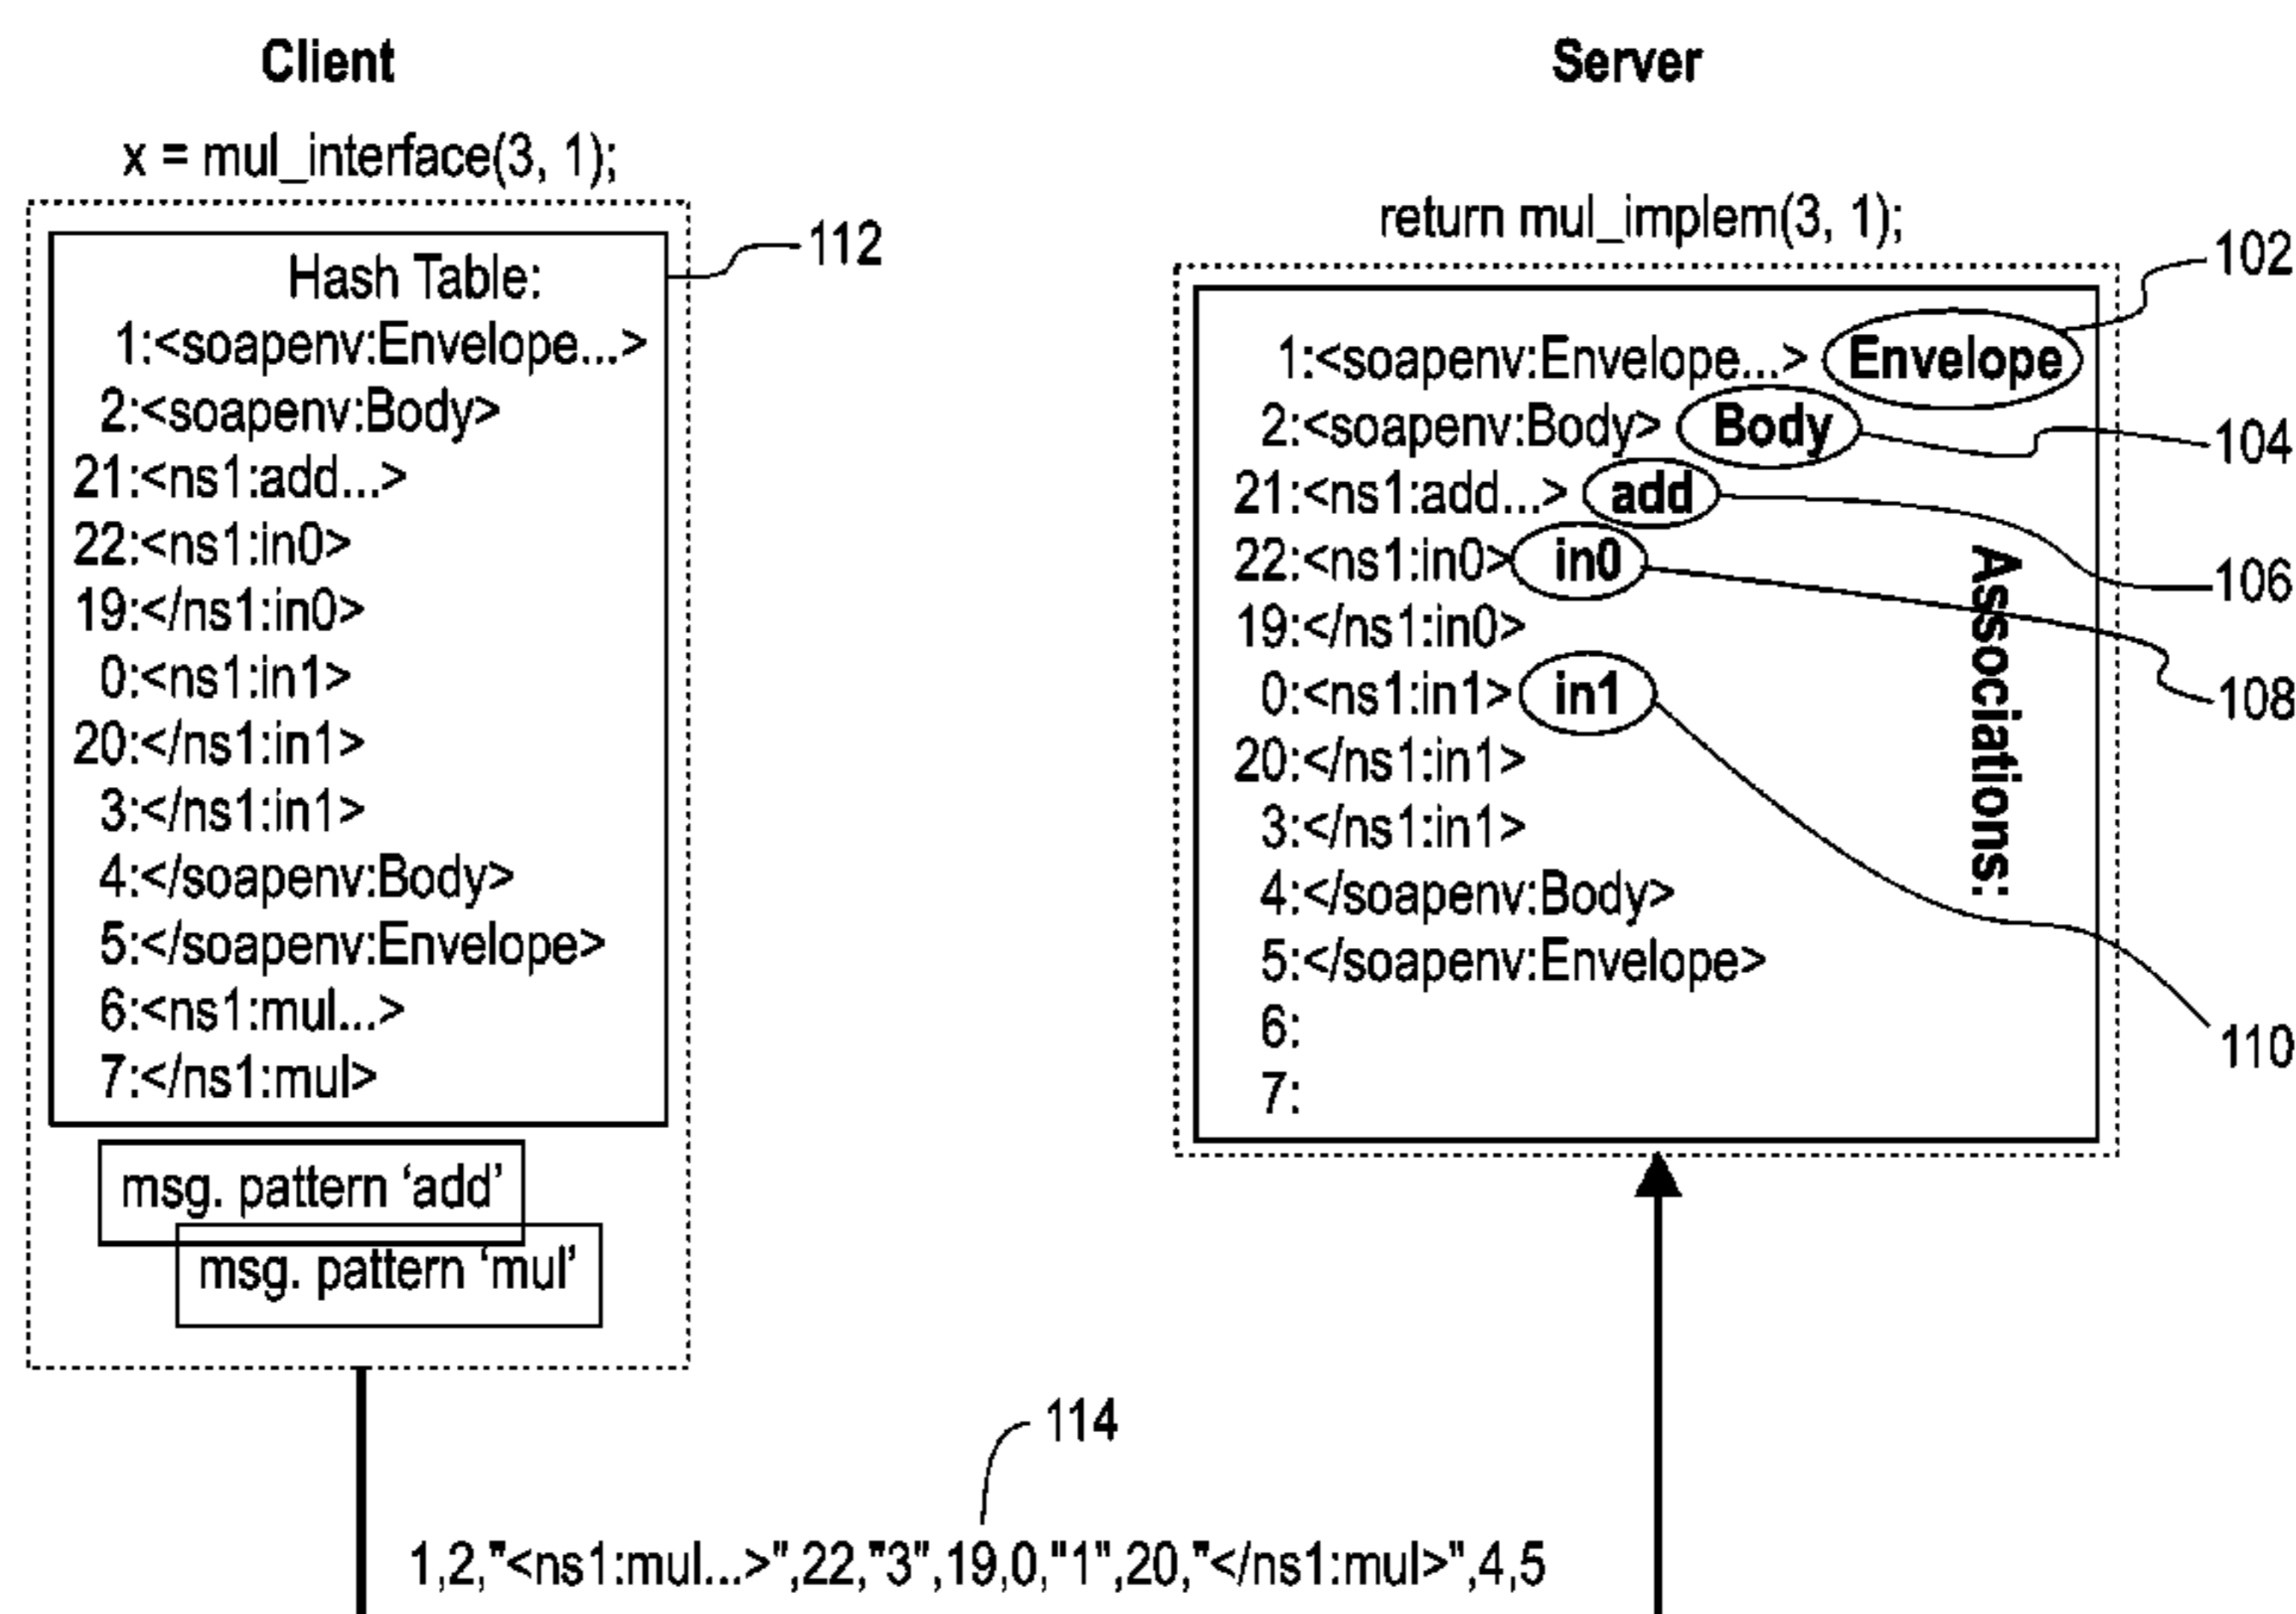 Client
x = mul_interface(3, 1);
112
Hash Table:
1:<soapenv:Envelope...>
2:<soapenv:Body>
21:<ns1:add...>
22:<ns1:in0>
19:</ns1:in0>
0:<ns1:in1>
20:</ns1:in1>
3:</ns1:in1>
4:</soapenv:Body>
5:</soapenv:Envelope>
6:<ns1:mul...>
7:</ns1:mul>
msg. pattern ‘add’
msg. pattern ‘mul’
Server
return mul_implem(3, 1);
102
1:<soapenv:Envelope...> Envelope
2:<soapenv:Body> Body
104
21:<ns1:add...> add
22:<ns1:in0> in0
106
19:</ns1:in0>
0:<ns1:in1> in1
108
20:</ns1:in1>
3:</ns1:in1>
4:</soapenv:Body>
5:</soapenv:Envelope>
6:
7:
110
Associations:
114
1,2,"<ns1:mul...>",22,"3",19,0,"1",20,"</ns1:mul>",4,5